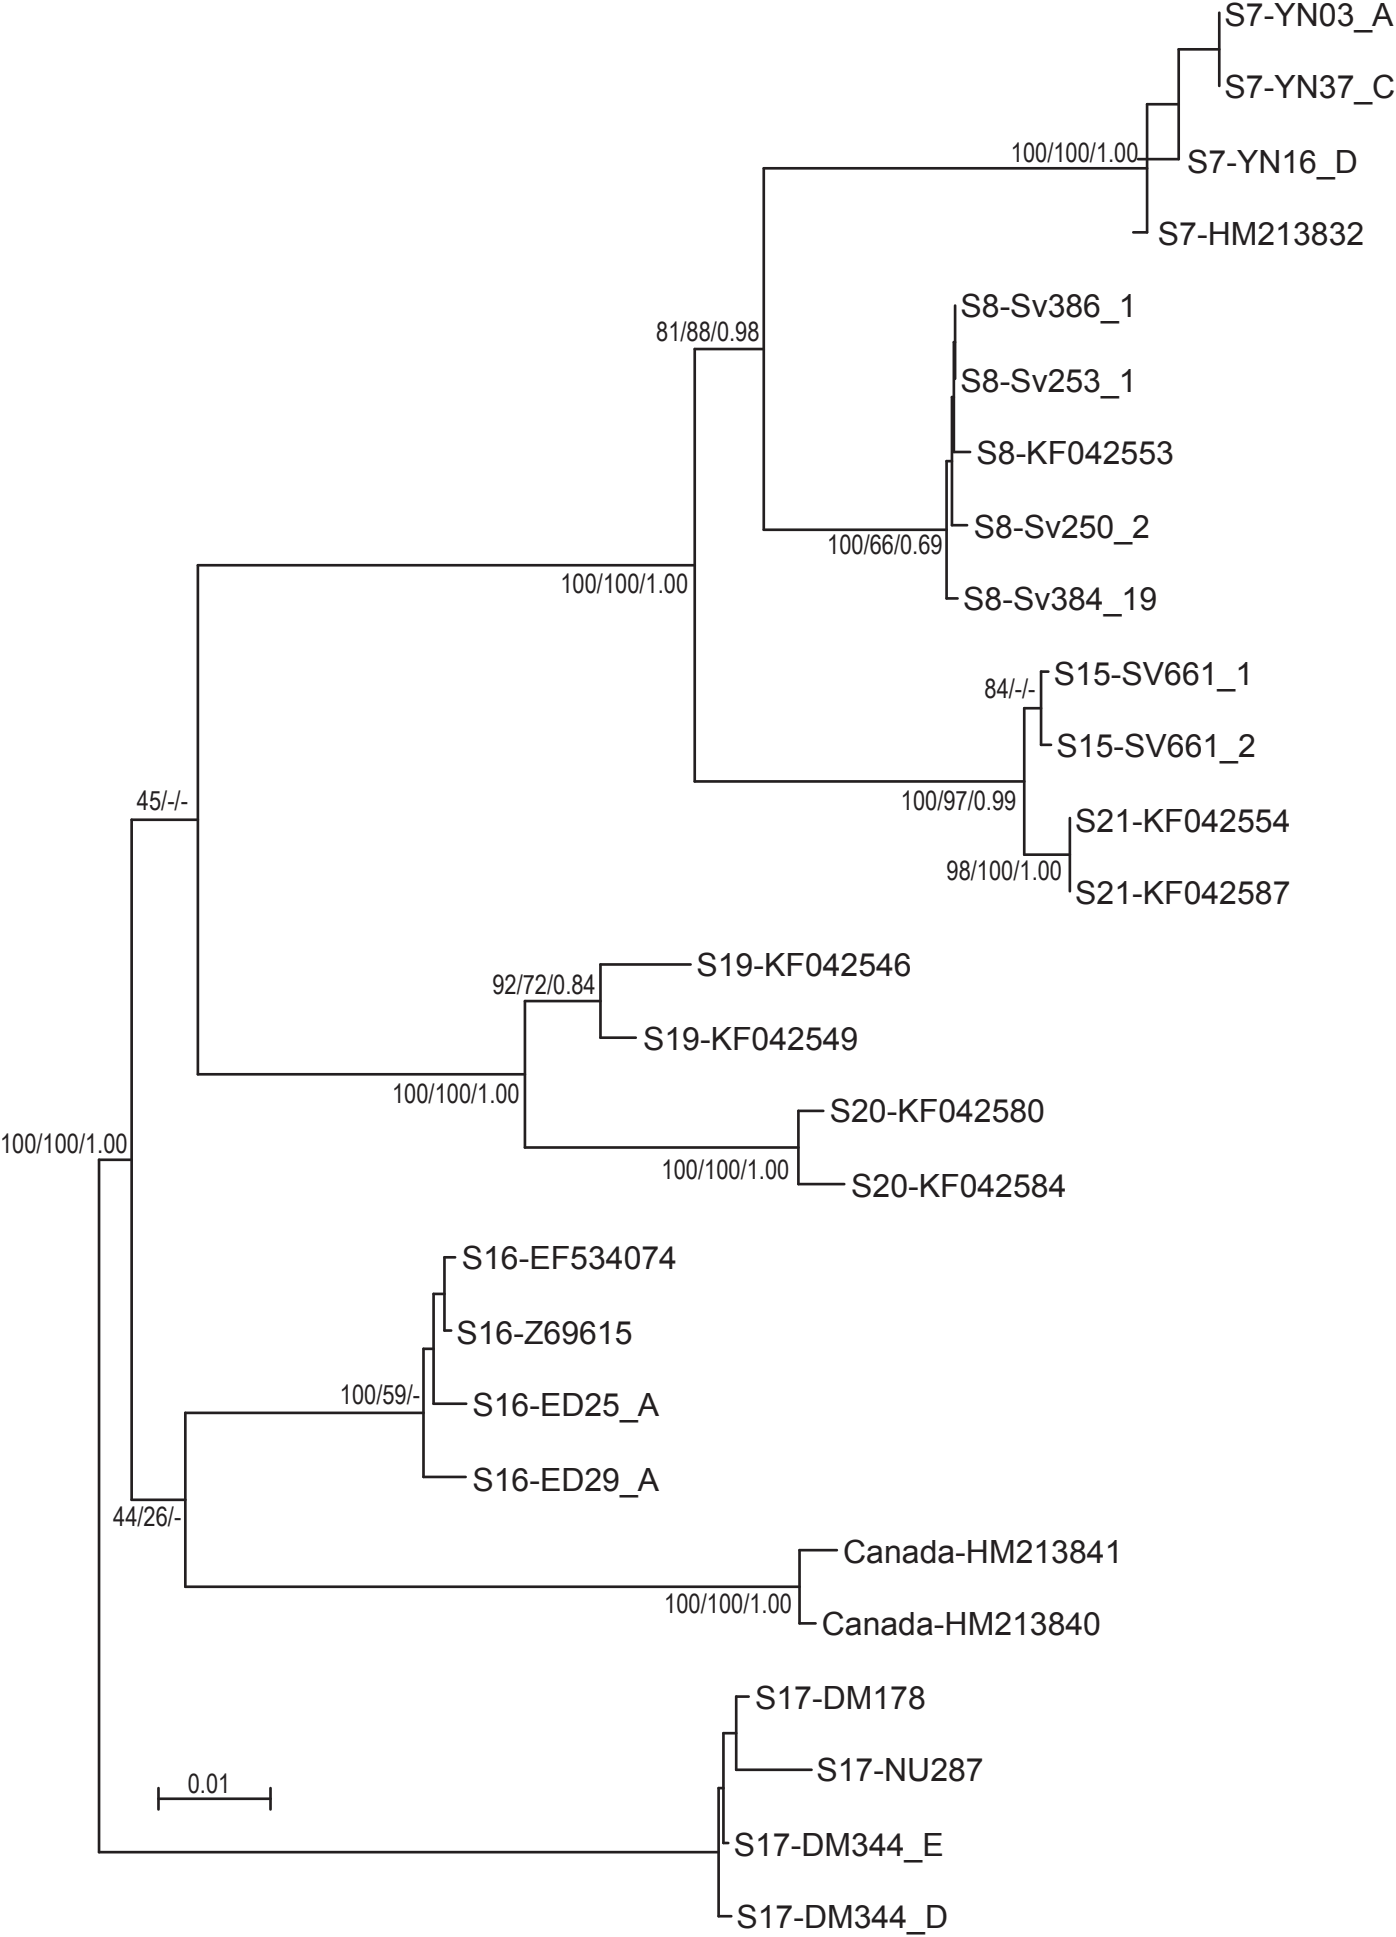 S7-YN03_A
S7-YN37_C
100/100/1.00
S7-YN16_D
S7-HM213832
S8-Sv386_1
81/88/0.98
S8-Sv253_1
S8-KF042553
S8-Sv250_2
100/66/0.69
100/100/1.00
S8-Sv384_19
S15-SV661_1
84/-/-
S15-SV661_2
45/-/-
100/97/0.99
S21-KF042554
98/100/1.00
S21-KF042587
S19-KF042546
92/72/0.84
S19-KF042549
100/100/1.00
S20-KF042580
100/100/1.00
100/100/1.00
S20-KF042584
S16-EF534074
S16-Z69615
100/59/-
S16-ED25_A
S16-ED29_A
44/26/-
Canada-HM213841
100/100/1.00
Canada-HM213840
S17-DM178
S17-NU287
0.01
S17-DM344_E
S17-DM344_D